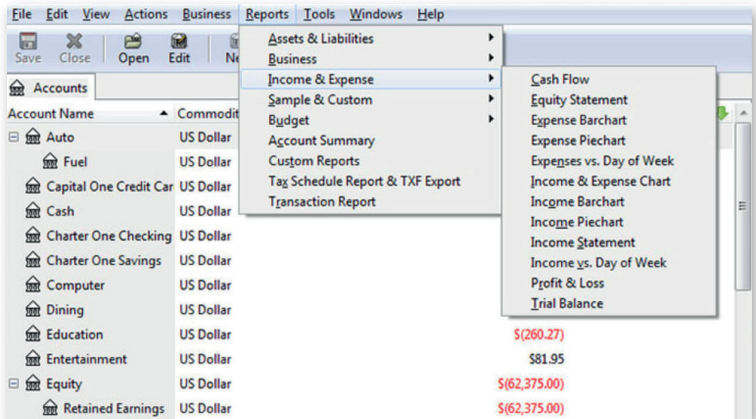 File Edit View Actions Business Reports Tools Windows Help
Save Close Open Edit
Assets & Liabilities
Business
Income & Expense
Sample & Custom
Budget
Account Summary
Custom Reports
Tax Schedule Report & TXF Export
Transaction Report
Cash Flow
Equity Statement
Expense Barchart
Expense Piechart
Expenses vs. Day of Week
Income & Expense Chart
Income Barchart
Income Piechart
Income Statement
Income vs. Day of Week
Profit & Loss
Trial Balance
Accounts
Account Name Commodit
Auto US Dollar
Fuel US Dollar
Capital One Credit Car US Dollar
Cash US Dollar
Charter One Checking US Dollar
Charter One Savings US Dollar
Computer US Dollar
Dining US Dollar
Education US Dollar $(260.27)
Entertainment US Dollar $81.95
Equity US Dollar $(62,375.00)
Retained Earnings US Dollar $(62,375.00)